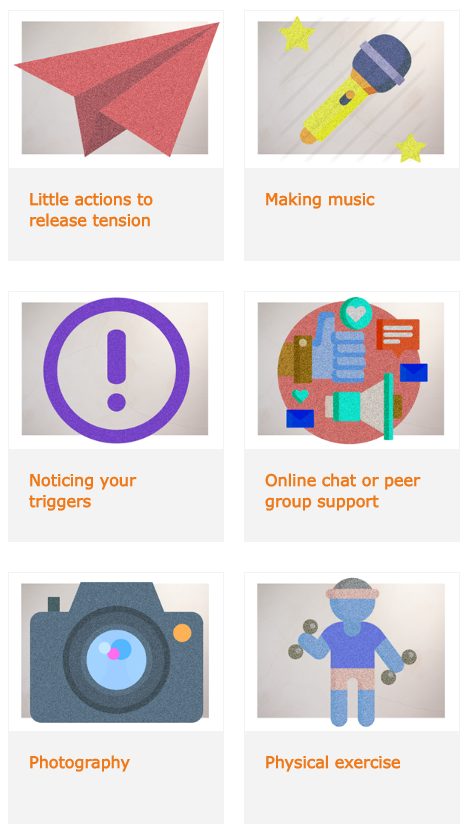 Little actions to
release tension
Making music
Noticing your
triggers
Online chat or peer
group support
Photography
Physical exercise